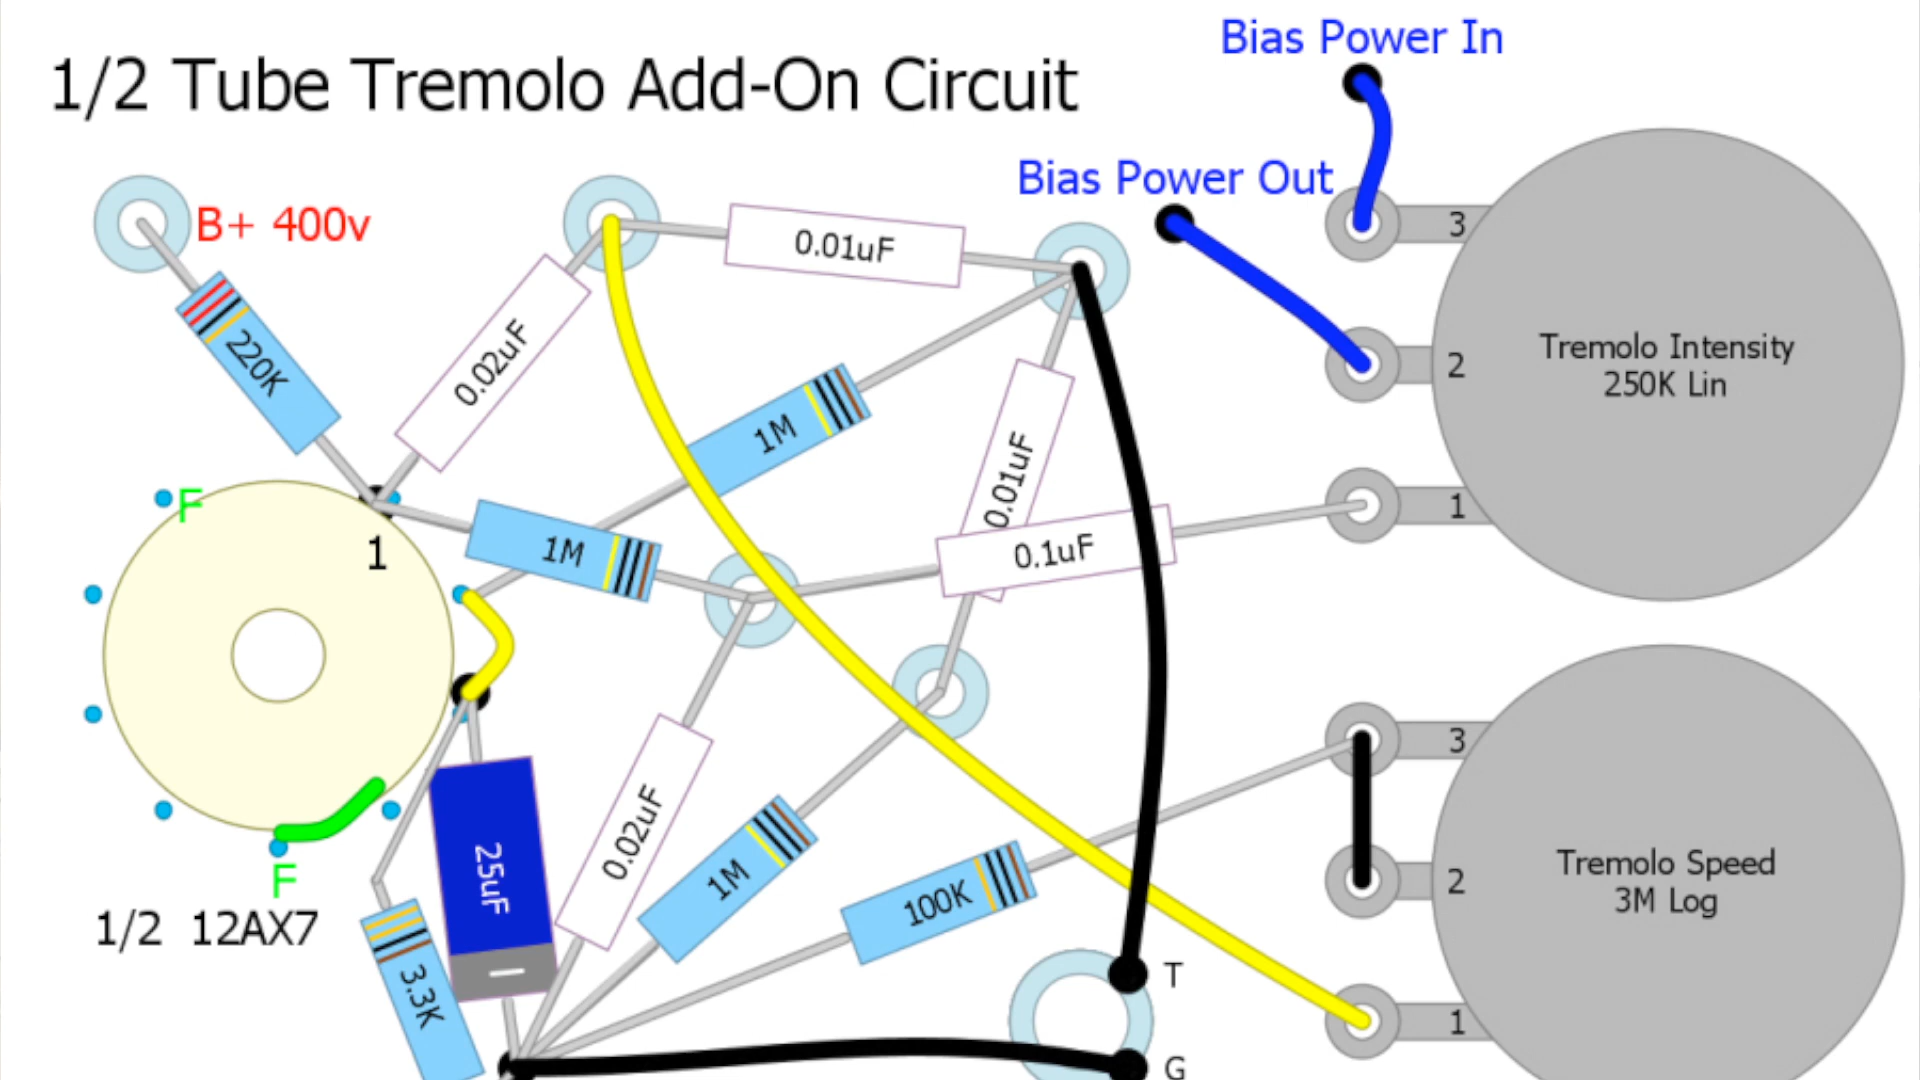 Bias Power In
1/2 Tube Tremolo Add-On Circuit
Bias Power Out
B+ 400v
0.01uF
3
220K
0.02uF
Tremolo Intensity
250K Lin
2
1M
0.01uF
F
1
1M
0.1uF
1
3
0.02uF
25uF
1M
100K
Tremolo Speed
3M Log
2
F
1/2 12AX7
3.3K
T
1
G